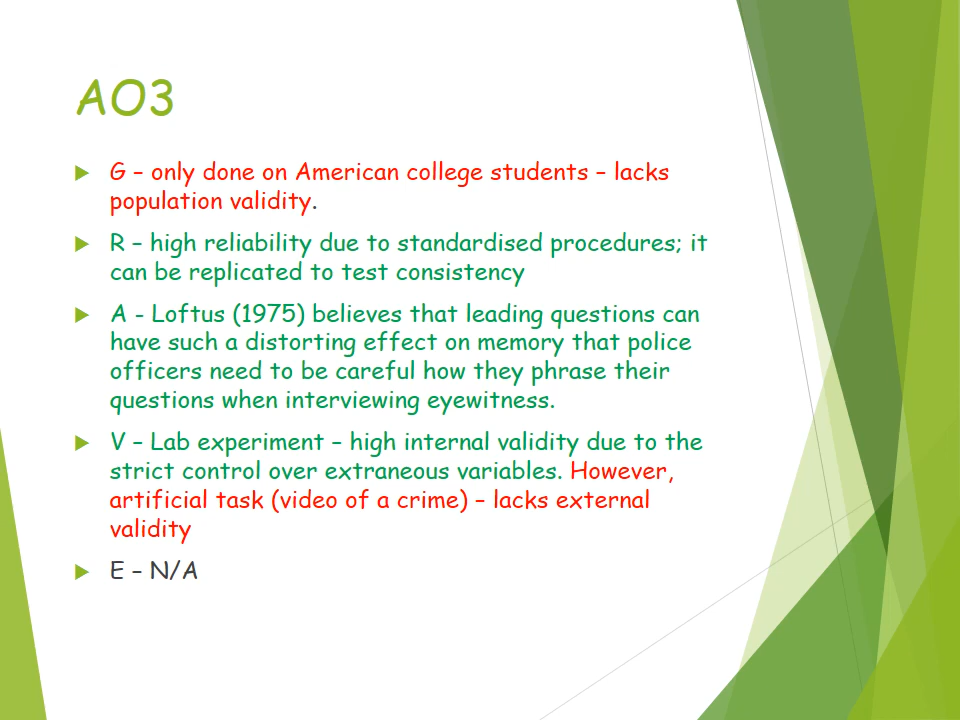 AO3
G – only done on American college students – lacks
population validity.
R – high reliability due to standardised procedures; it
can be replicated to test consistency
A - Loftus (1975) believes that leading questions can
have such a distorting effect on memory that police
officers need to be careful how they phrase their
questions when interviewing eyewitness.
V – Lab experiment – high internal validity due to the
strict control over extraneous variables. However,
artificial task (video of a crime) – lacks external
validity
E – N/A